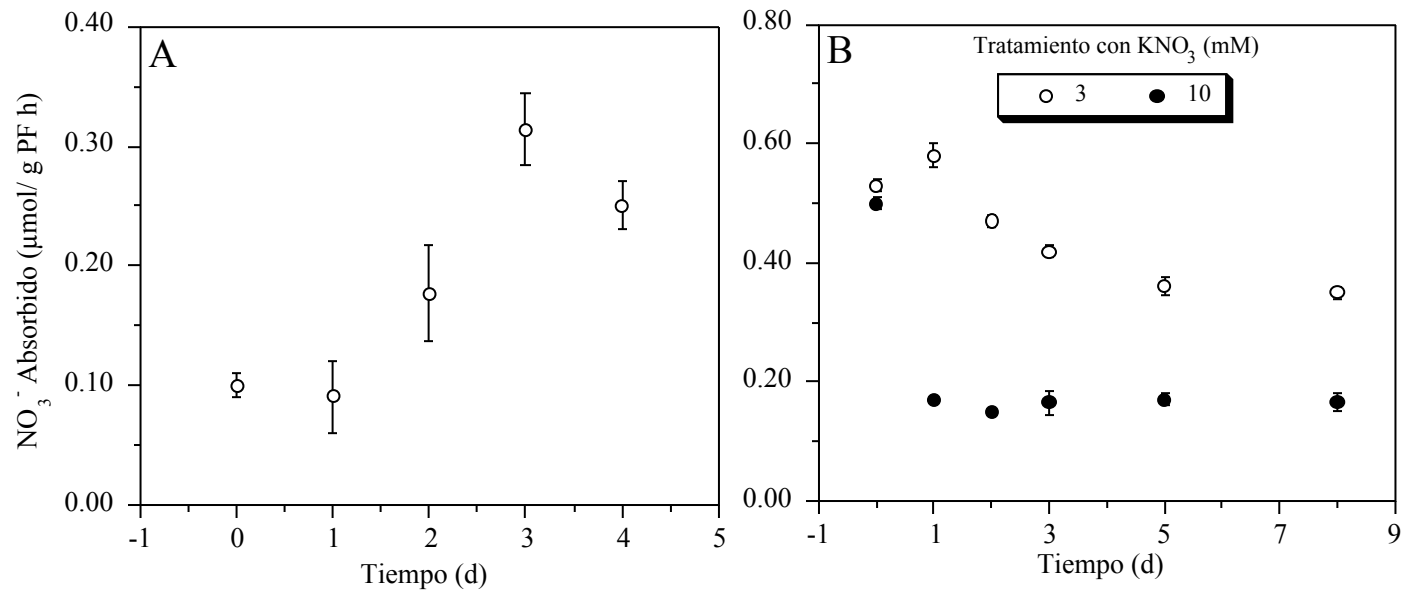 A
NO3- Absorbido (µmol/ g PF h)
0.40
0.30
0.20
0.10
0.00
-1 0 1 2 3 4 5
Tiempo (d)
B
Tratamiento con KNO3 (mM)
3 10
0.80
0.60
0.40
0.20
0.00
-1 1 3 5 7 9
Tiempo (d)